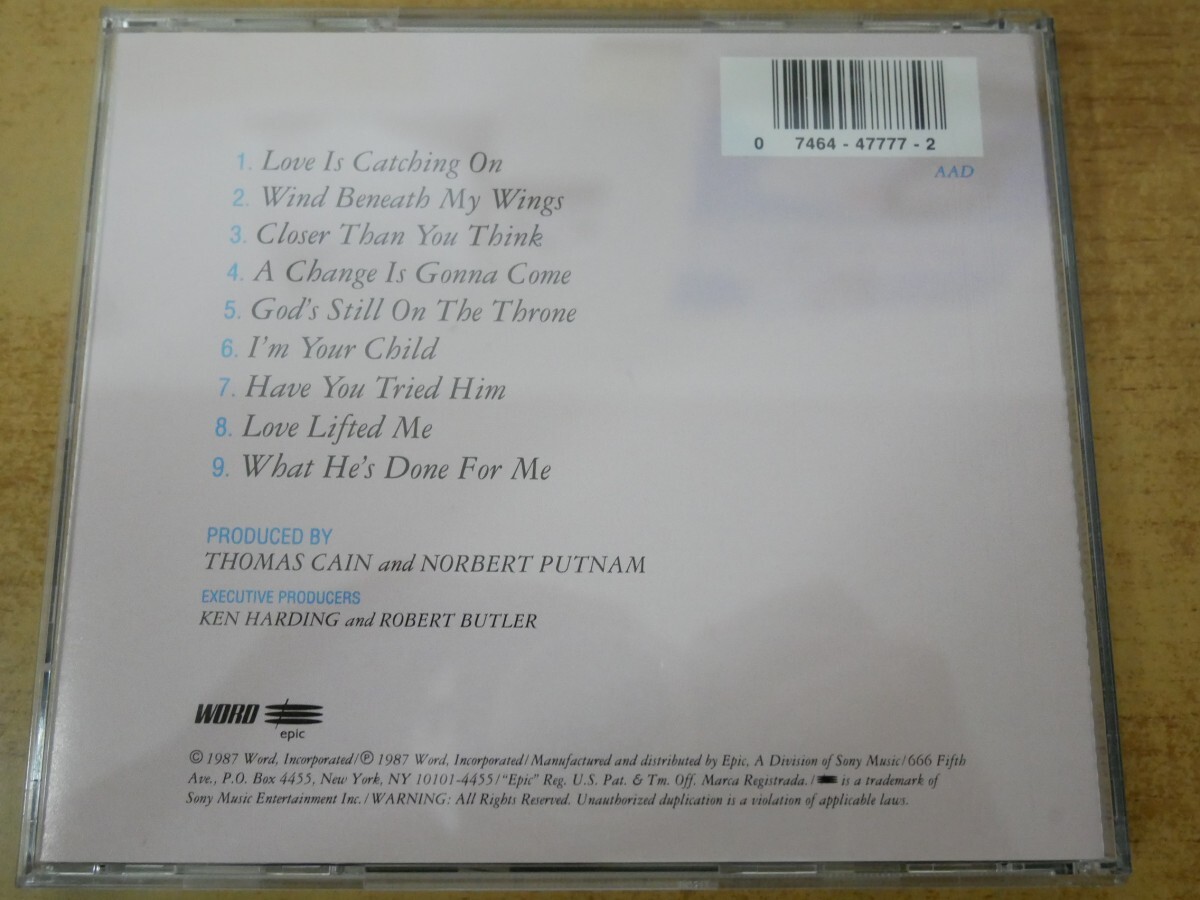 0 7464 - 47777 - 2
AAD
1. Love Is Catching On
2. Wind Beneath My Wings
3. Closer Than You Think
4. A Change Is Gonna Come
5. God's Still On The Throne
6. I'm Your Child
7. Have You Tried Him
8. Love Lifted Me
9. What He's Done For Me
PRODUCED BY
THOMAS CAIN and NORBERT PUTNAM
EXECUTIVE PRODUCERS
KEN HARDING and ROBERT BUTLER
WORD epic
© 1987 Word, Incorporated/℗ 1987 Word, Incorporated/Manufactured and distributed by Epic, A Division of Sony Music/666 Fifth
Ave., P.O. Box 4455, New York, NY 10101-4455/"Epic" Reg. U.S. Pat. & Tm. Off. Marca Registrada./ is a trademark of
Sony Music Entertainment Inc./WARNING: All Rights Reserved. Unauthorized duplication is a violation of applicable laws.